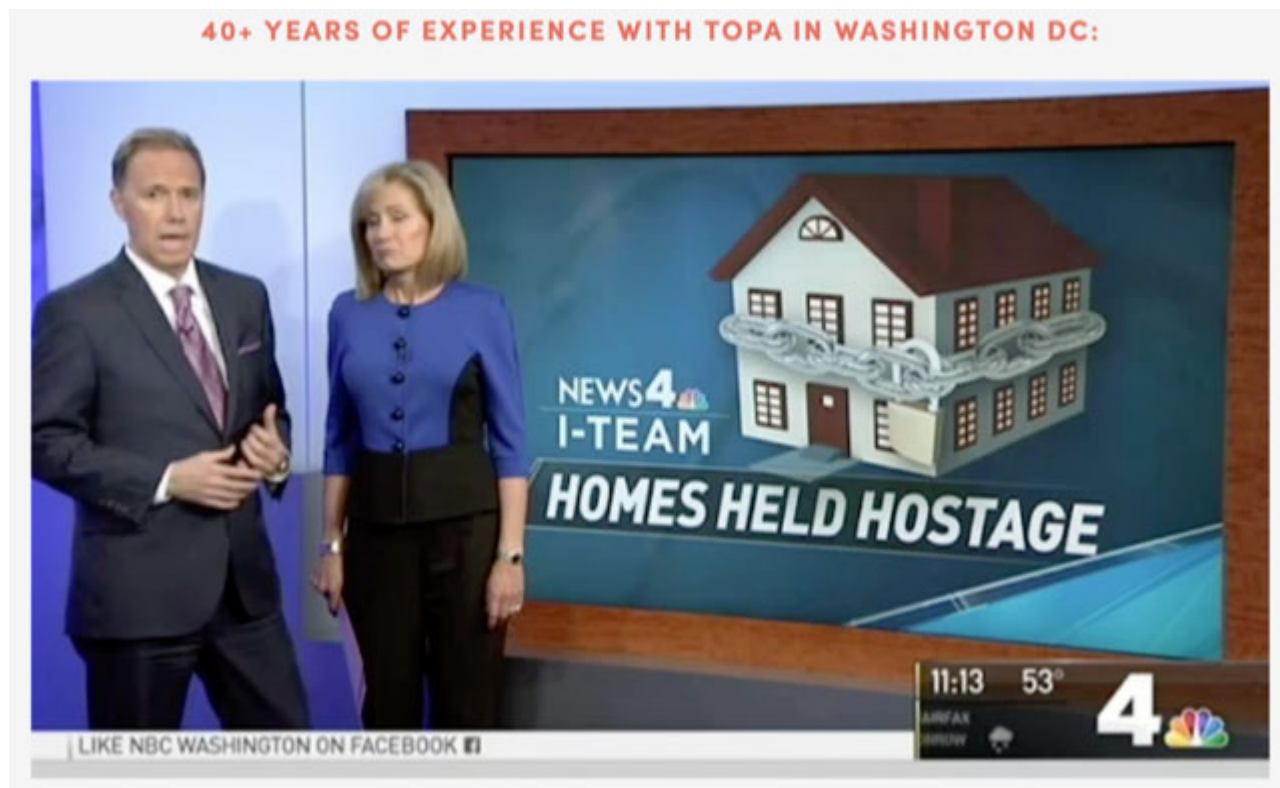 40+ YEARS OF EXPERIENCE WITH TOPA IN WASHINGTON DC:
NEWS4
I-TEAM
HOMES HELD HOSTAGE
11:13 53°
4
LIKE NBC WASHINGTON ON FACEBOOK